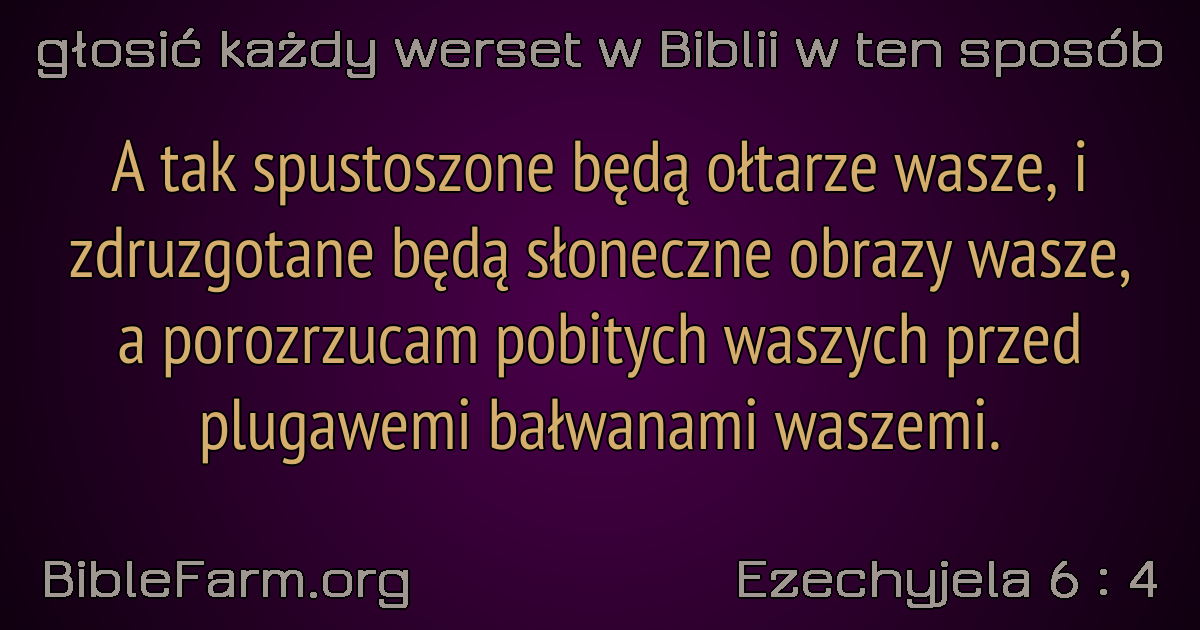 głosić każdy werset w Biblii w ten sposób
A tak spustoszone będą ołtarze wasze, i
zdruzgotane będą słoneczne obrazy wasze,
a porozrzucam pobitych waszych przed
plugawemi bałwanami waszemi.
BibleFarm.org
Ezechyjela 6 : 4